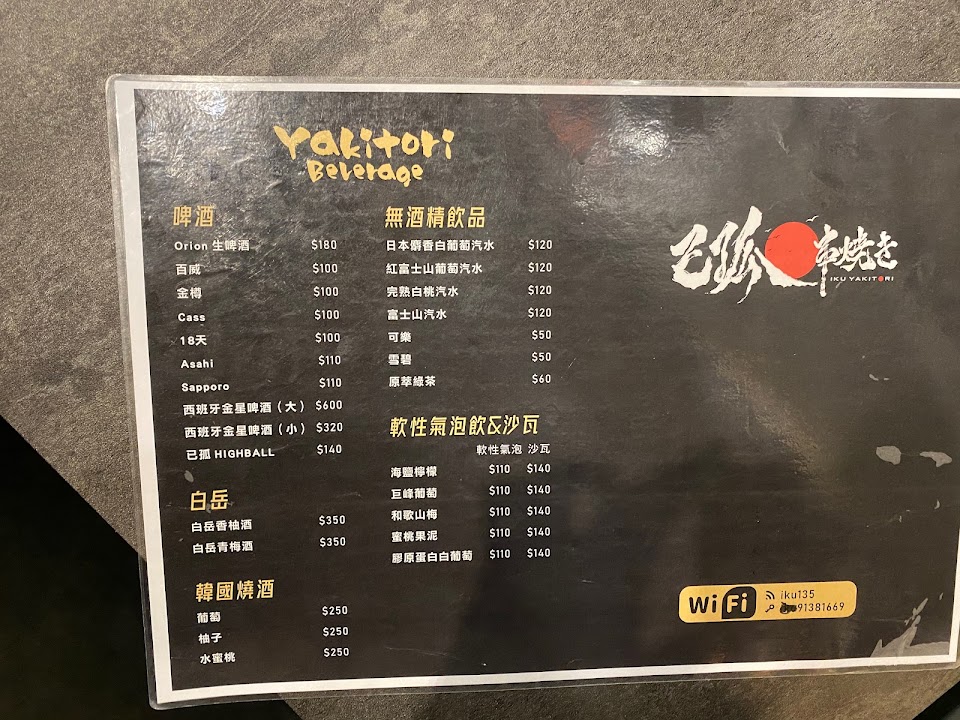 Yakitori
Beverage
啤酒
Orion 生啤酒 $180
百威 $100
金樽 $100
Cass $100
18天 $100
Asahi $110
Sapporo $110
西班牙金星啤酒（大） $600
西班牙金星啤酒（小） $320
已孤 HIGHBALL $140
白岳
白岳香柚酒 $350
白岳青梅酒 $350
韓國燒酒
葡萄 $250
柚子 $250
水蜜桃 $250
無酒精飲品
日本麝香白葡萄汽水 $120
紅富士山葡萄汽水 $120
完熟白桃汽水 $120
富士山汽水 $120
可樂 $50
雪碧 $50
原萃綠茶 $60
軟性氣泡飲&沙瓦
軟性氣泡 沙瓦
海鹽檸檬 $110 $140
巨峰葡萄 $110 $140
和歌山梅 $110 $140
蜜桃果泥 $110 $140
膠原蛋白白葡萄 $110 $140
已孤 串焼き
IKU YAKITORI
WiFi
iku135
91381669